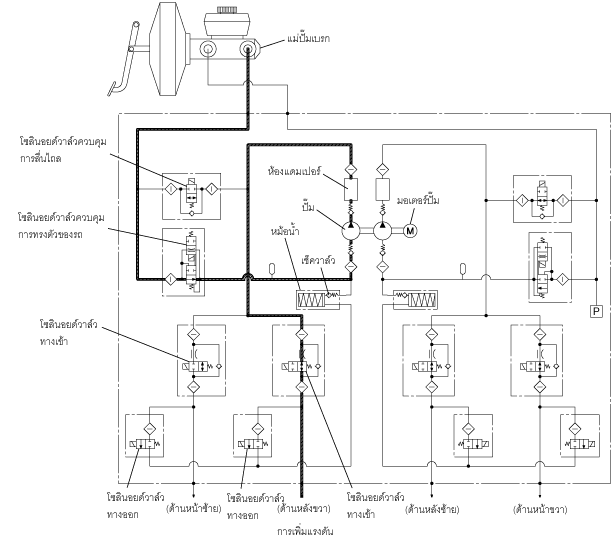 แม่ปั๊มเบรก
โซลินอยด์วาล์วควบคุม
การลื่นไถล
ห้องแดมเปอร์
ปั๊ม
มอเตอร์ปั๊ม
M
โซลินอยด์วาล์วควบคุม
การทรงตัวของรถ
หม้อน้ำ
เช็ควาล์ว
P
โซลินอยด์วาล์ว
ทางเข้า
โซลินอยด์วาล์ว
ทางออก
(ด้านหน้าซ้าย)
โซลินอยด์วาล์ว
ทางออก
(ด้านหลังขวา)
โซลินอยด์วาล์ว
ทางเข้า
(ด้านหลังซ้าย)
(ด้านหน้าขวา)
การเพิ่มแรงดัน